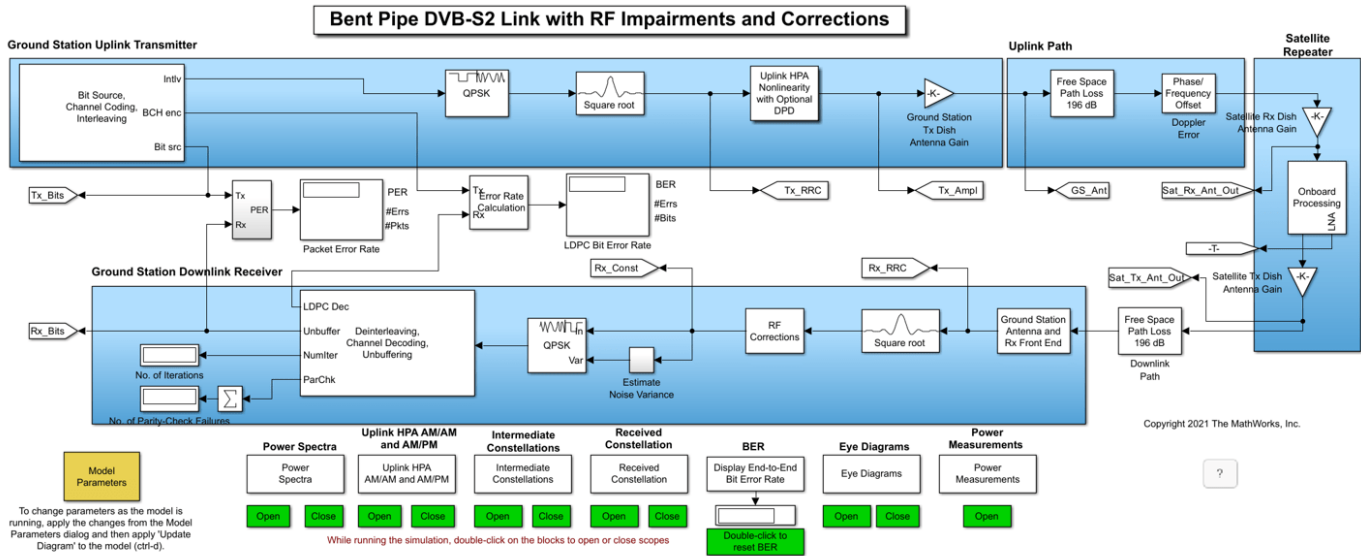 Bent Pipe DVB-S2 Link with RF Impairments and Corrections
Ground Station Uplink Transmitter
Uplink Path
Satellite
Repeater
Bit Source,
Channel Coding,
Interleaving
Intlv
BCH enc
Bit src
QPSK
Square root
Uplink HPA
Nonlinearity
with Optional
DPD
-K-
Ground Station
Tx Dish
Antenna Gain
Free Space
Path Loss
196 dB
Phase/
Frequency
Offset
Doppler
Error
-K-
Satellite Rx Dish
Antenna Gain
Tx_Bits
Tx
Rx
PER
PER
#Errs
#Pkts
Packet Error Rate
Tx
Rx
Error Rate
Calculation
BER
#Errs
#Bits
LDPC Bit Error Rate
Tx_RRC
Tx_Ampl
GS_Ant
Sat_Rx_Ant_Out
Onboard
Processing
LNA
-T-
Ground Station Downlink Receiver
Rx_Const
Rx_RRC
Sat_Tx_Ant_Out
Satellite Tx Dish
Antenna Gain
-K-
Rx_Bits
LDPC Dec
Unbuffer
NumIter
ParChk
Deinterleaving,
Channel Decoding,
Unbuffering
No. of Iterations
Σ
No. of Parity-Check Failures
QPSK
In
Var
Estimate
Noise Variance
RF
Corrections
Square root
Ground Station
Antenna and
Rx Front End
Free Space
Path Loss
196 dB
Downlink
Path
Copyright 2021 The MathWorks, Inc.
Model
Parameters
To change parameters as the model is
running, apply the changes from the Model
Parameters dialog and then apply 'Update
Diagram' to the model (ctrl-d).
Power Spectra
Power
Spectra
Open
Close
Uplink HPA AM/AM
and AM/PM
Uplink HPA
AM/AM and AM/PM
Open
Close
Intermediate
Constellations
Intermediate
Constellations
Open
Close
Received
Constellation
Received
Constellation
Open
Close
BER
Display End-to-End
Bit Error Rate
Double-click to
reset BER
Eye Diagrams
Eye Diagrams
Open
Close
Power
Measurements
Power
Measurements
Open
?
While running the simulation, double-click on the blocks to open or close scopes